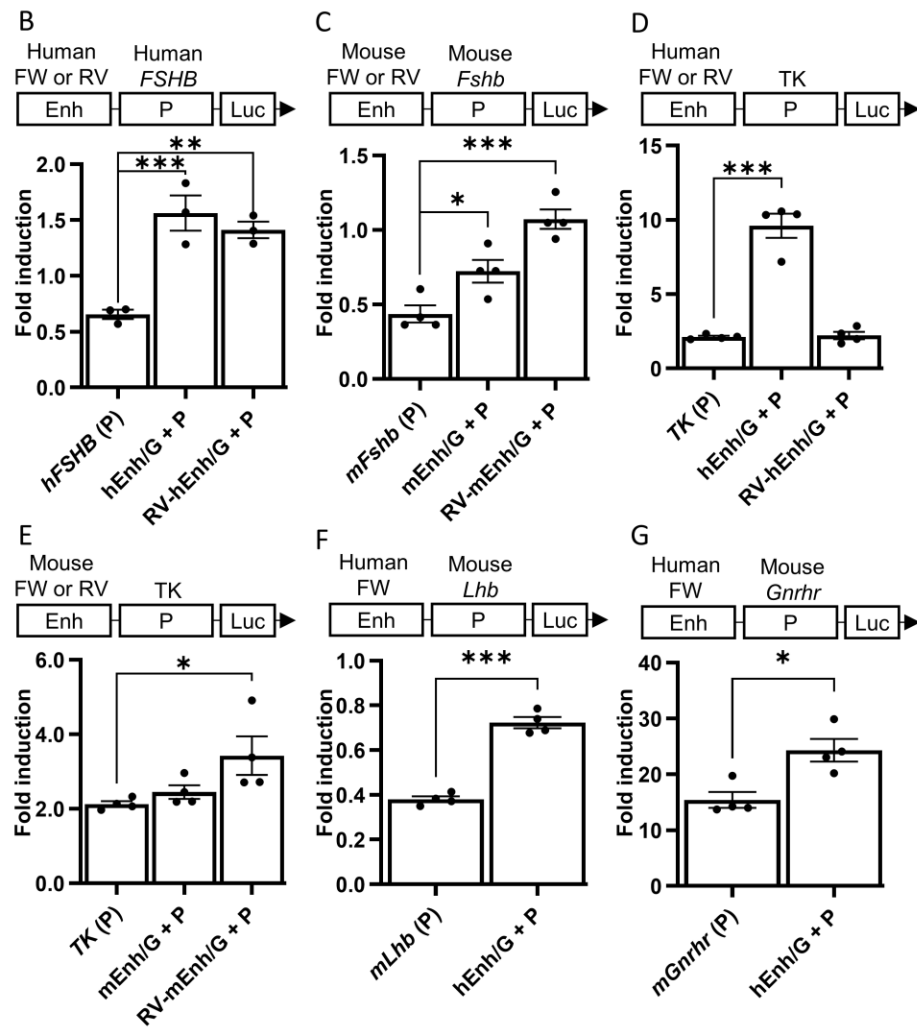 B
Human
FW or RV
Human
FSHB
Enh
P
Luc
**
***
2.0
1.5
1.0
0.5
0.0
Fold induction
hFSHB (P)
hEnh/G + P
RV-hEnh/G + P
C
Mouse
FW or RV
Mouse
Fshb
Enh
P
Luc
***
*
1.5
1.0
0.5
0.0
Fold induction
mFshb (P)
mEnh/G + P
RV-mEnh/G + P
D
Human
FW or RV
TK
Enh
P
Luc
***
15
10
5
0
Fold induction
TK (P)
hEnh/G + P
RV-hEnh/G + P
E
Mouse
FW or RV
TK
Enh
P
Luc
*
6.0
4.0
2.0
0.0
Fold induction
TK (P)
mEnh/G + P
RV-mEnh/G + P
F
Human
FW
Mouse
Lhb
Enh
P
Luc
***
1.0
0.8
0.6
0.4
0.2
0.0
Fold induction
mLhb (P)
hEnh/G + P
G
Human
FW
Mouse
Gnrhr
Enh
P
Luc
*
40
30
20
10
0
Fold induction
mGnrhr (P)
hEnh/G + P